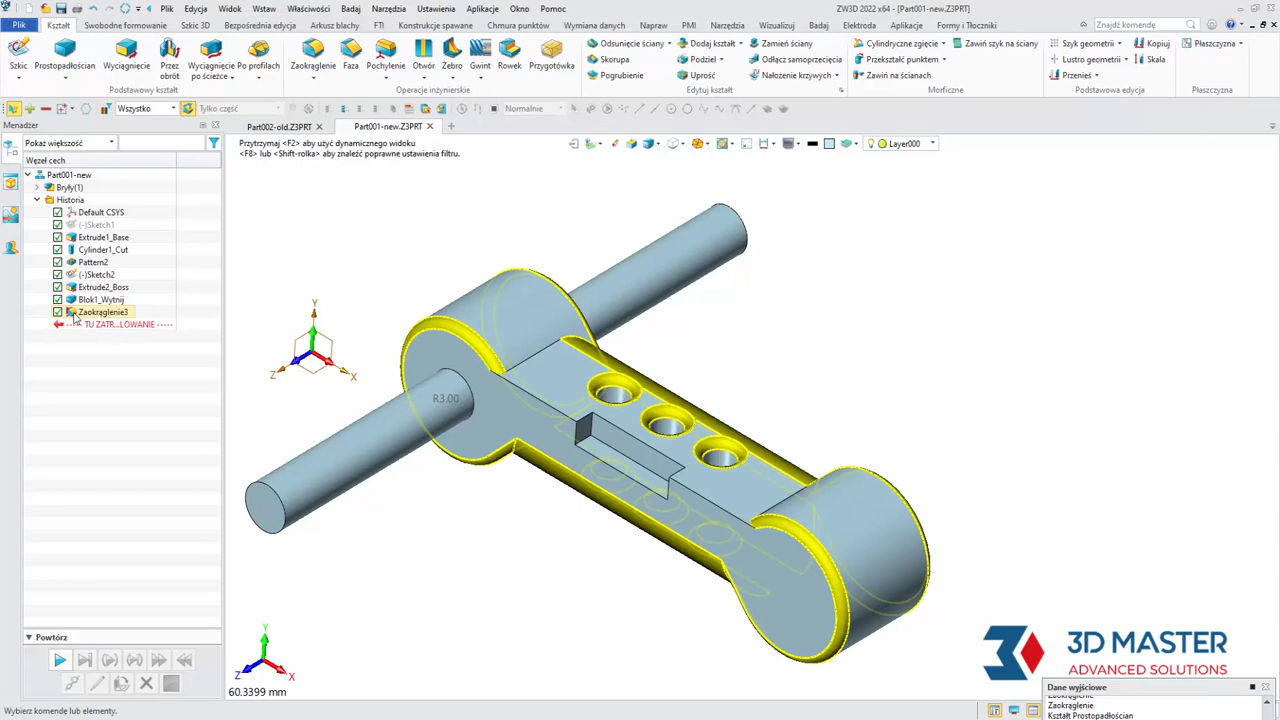 Plik Edycja Widok Wstaw Właściwości Badaj Narzędzia Ustawienia Aplikacje Okno Pomoc ZW3D 2022 x64 - [Part001-new.Z3PRT]
Plik Kształt Swobodne formowanie Szkic 3D Bezpośrednia edycja Arkusz blachy FTI Konstrukcje spawane Chmura punktów Wymiana danych Napraw PMI Narzędzia Wizualizuj Badaj Elektroda Aplikacje Formy i Tłoczniki Znajdź komendę
Szkic Prostopadłościan Wyciągnięcie Przez obrót Wyciągnięcie po ścieżce Po profilach
Podstawowy kształt
Zaokrąglenie Faza Pochylenie Otwór Żebro Gwint Rowek Przygotówka
Operacje inżynierskie
Odsunięcie ściany Dodaj kształt Zamień ściany
Skorupa Podziel Odłącz samoprzecięcia
Pogrubienie Uprość Nałożenie krzywych
Edytuj kształt
Cylindryczne wygięcie
Zawiń szyk na ściany
Przekształt punktem
Zawiń na ścianach
Morficzne
Szyk geometrii Kopiuj
Lustro geometrii Skala
Przenieś
Podstawowa edycja
Płaszczyzna
Płaszczyzna
Wszystko Tylko część Normalnie
Menadżer
Part002-old.Z3PRT Part001-new.Z3PRT
Pokaż większość
Przytrzymaj <F2> aby użyć dynamicznego widoku
<F8> lub <Shift-rolka> aby znaleźć poprawne ustawienia filtru.
Layer000
Węzeł cech
Part001-new
Bryły(1)
Historia
Default CSYS
(-)Sketch1
Extrude1_Base
Cylinder1_Cut
Pattern2
(-)Sketch2
Extrude2_Boss
Blok1_Wytnij
Zaokrąglenie3
---- TU ZATR...LOWANIE ----
Y
Z
X
R3.00
Powtórz
Y
Z
X
60.3399 mm
3D MASTER
ADVANCED SOLUTIONS
Dane wyjściowe
Zaokrąglenie
Kształt Prostopadłościan
Wybierz komendę lub elementy.